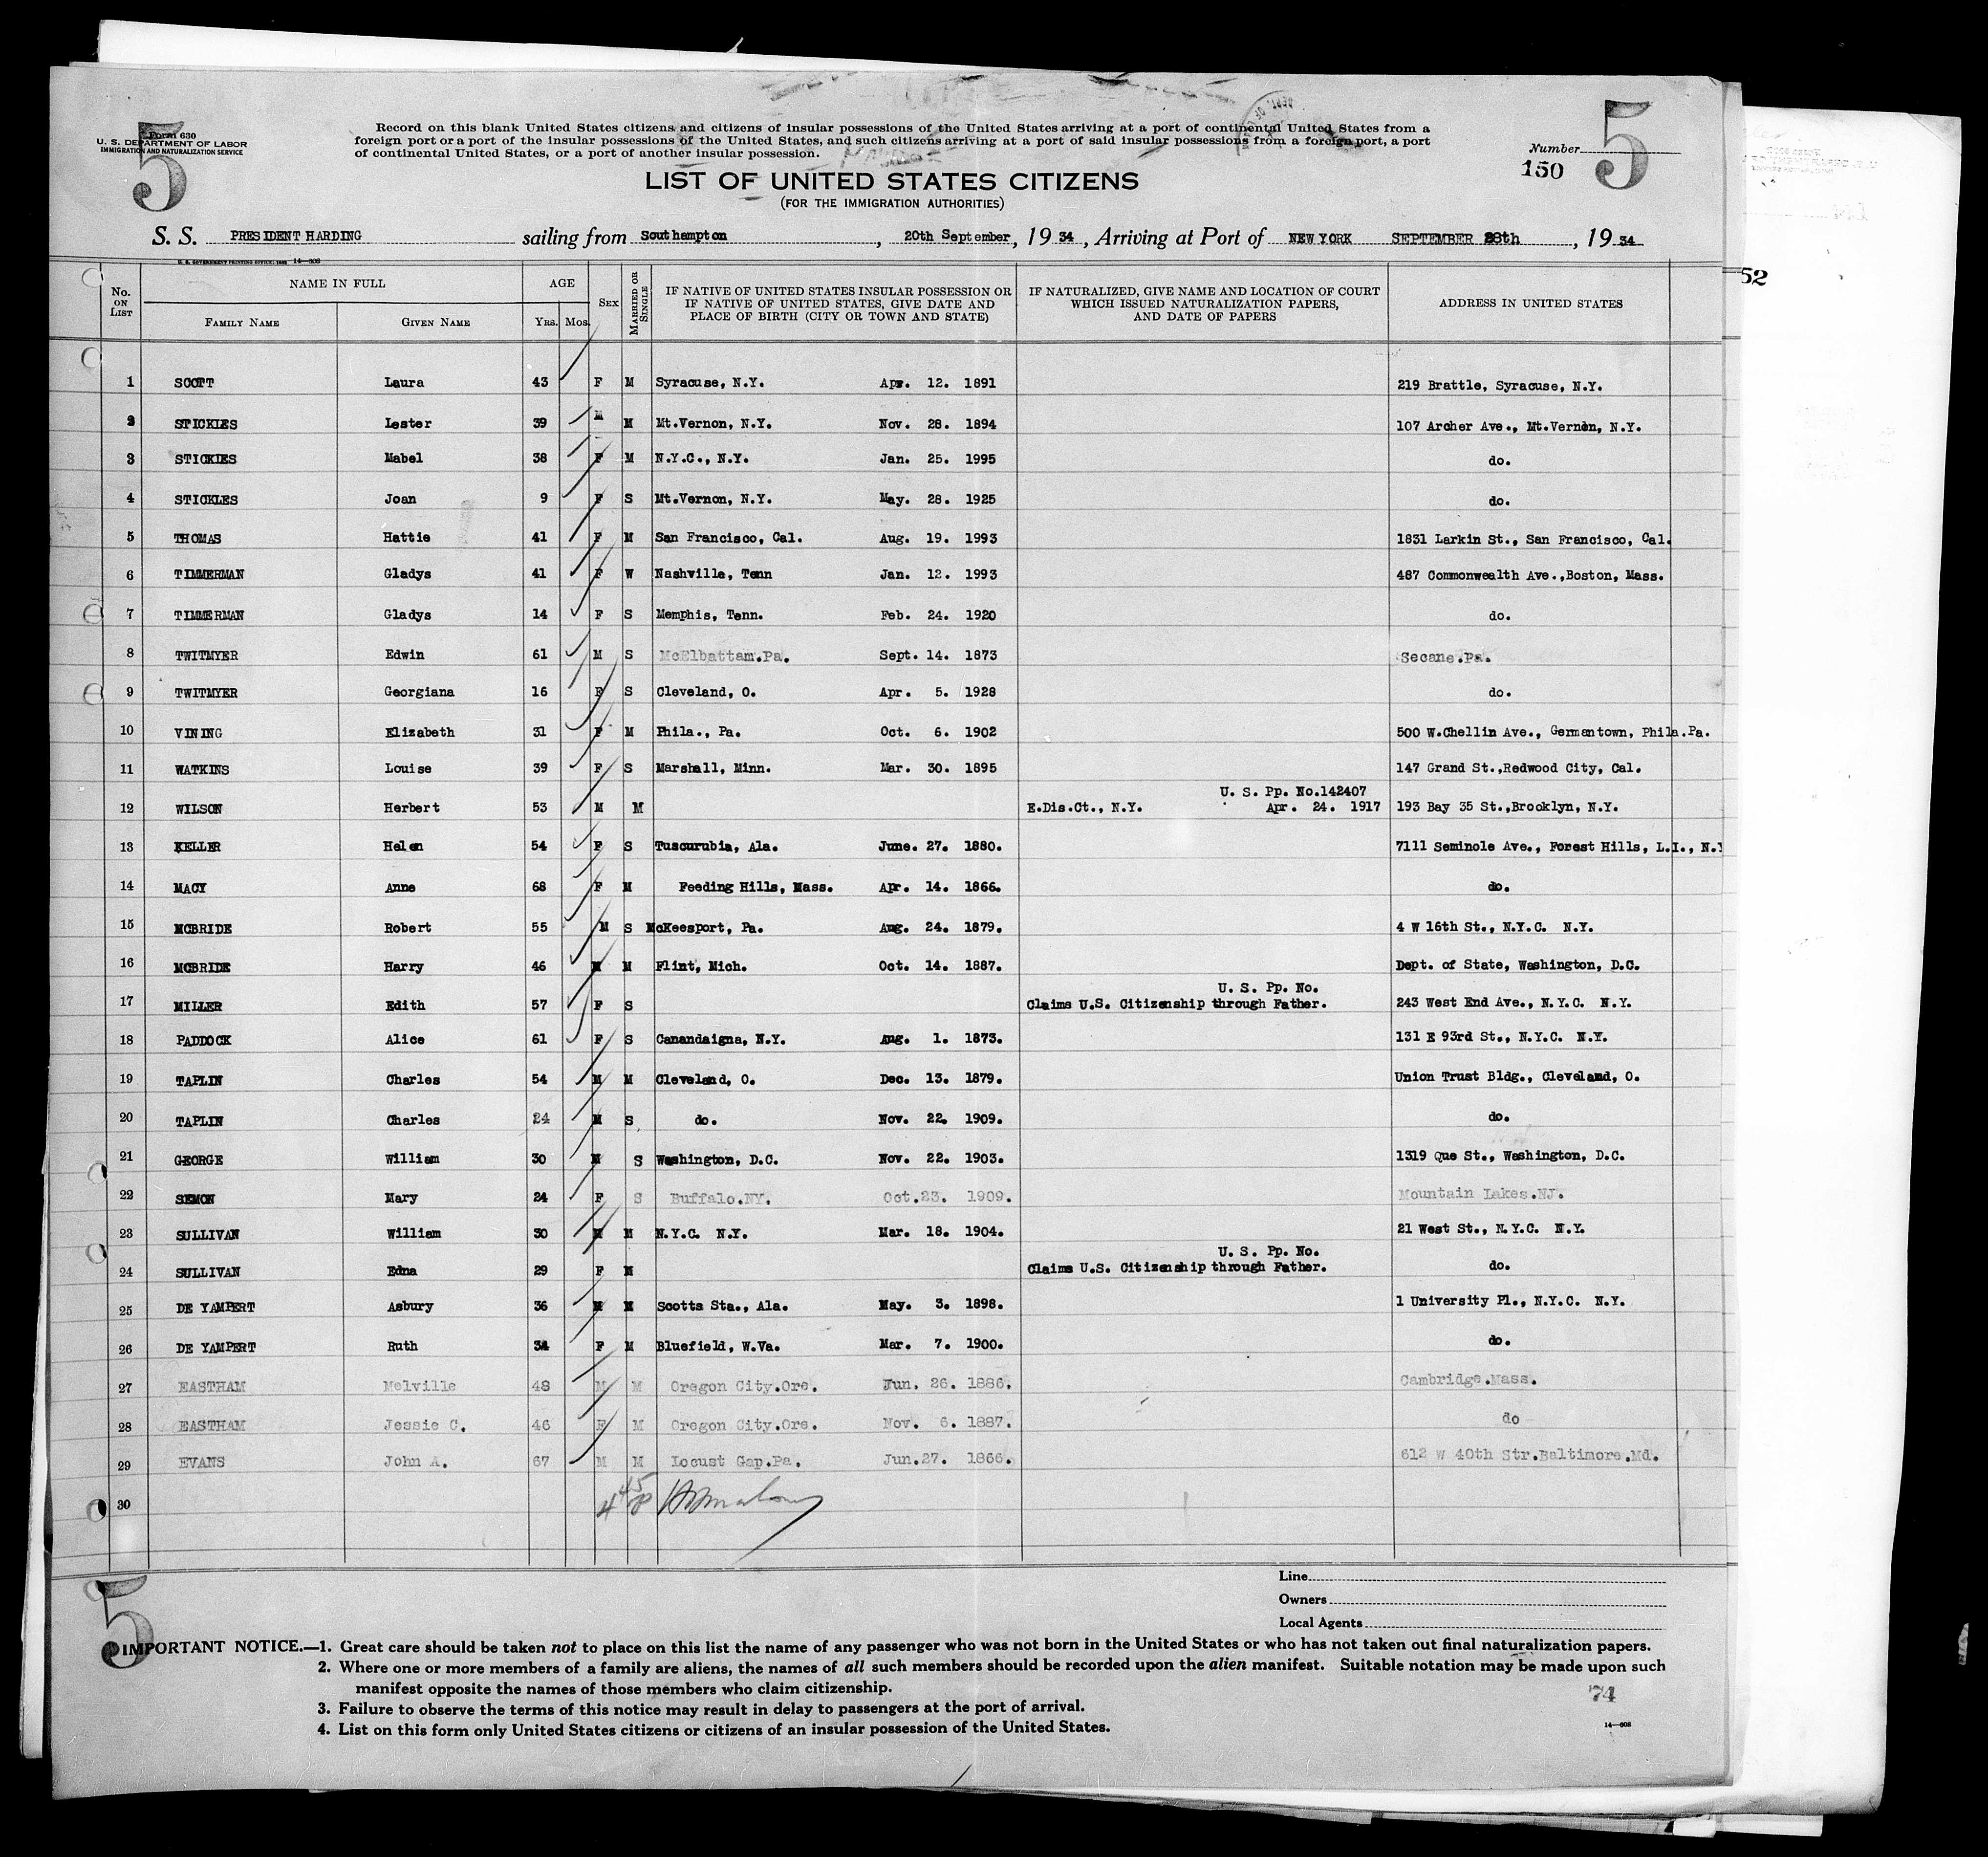 5
5
Form 630
U. S. DEPARTMENT OF LABOR
IMMIGRATION AND NATURALIZATION SERVICE
Record on this blank United States citizens and citizens of insular possessions of the United States arriving at a port of continental United States from a
foreign port or a port of the insular possessions of the United States, and such citizens arriving at a port of said insular possessions from a foreign port, a port
of continental United States, or a port of another insular possession.
Number
150
LIST OF UNITED STATES CITIZENS
(FOR THE IMMIGRATION AUTHORITIES)
S. S. PRESIDENT HARDING sailing from Southampton, 20th September, 19 34, Arriving at Port of NEW YORK SEPTEMBER 28th, 19 34
14—608
52
No. ON LIST NAME IN FULL FAMILY NAME GIVEN NAME AGE YRS. MOS. SEX MARRIED OR SINGLE IF NATIVE OF UNITED STATES INSULAR POSSESSION OR IF NATIVE OF UNITED STATES, GIVE DATE AND PLACE OF BIRTH (CITY OR TOWN AND STATE) IF NATURALIZED, GIVE NAME AND LOCATION OF COURT WHICH ISSUED NATURALIZATION PAPERS, AND DATE OF PAPERS ADDRESS IN UNITED STATES
1 SCOTT Laura 43 F M Syracuse, N.Y. Apr. 12. 1891 219 Brattle, Syracuse, N.Y.
2 STICKLES Lester 39 M M Mt.Vernon, N.Y. Nov. 28. 1894 107 Archer Ave., Mt.Vernon, N.Y.
3 STICKLES Mabel 38 F M N.Y.C., N.Y. Jan. 25. 1995 do.
4 STICKLES Joan 9 F S Mt.Vernon, N.Y. May. 28. 1925 do.
5 THOMAS Hattie 41 F M San Francisco, Cal. Aug. 19. 1993 1831 Larkin St., San Francisco, Cal.
6 TIMMERMAN Gladys 41 F W Nashville, Tenn Jan. 12. 1993 487 Commonwealth Ave.,Boston, Mass.
7 TIMMERMAN Gladys 14 F S Memphis, Tenn. Feb. 24. 1920 do.
8 TWITMYER Edwin 61 M S McElbattam.Pa. Sept. 14. 1873 Secane.Pa.
9 TWITMYER Georgiana 16 F S Cleveland, O. Apr. 5. 1928 do.
10 VINING Elizabeth 31 F M Phila., Pa. Oct. 6. 1902 500 W.Chellin Ave., Germantown, Phila.Pa.
11 WATKINS Louise 39 F S Marshall, Minn. Mar. 30. 1895 147 Grand St.,Redwood City, Cal.
U. S. Pp. No.142407
12 WILSON Herbert 53 M M E.Dis.Ct., N.Y. Apr. 24. 1917 193 Bay 35 St.,Brooklyn, N.Y.
13 KELLER Helen 54 F S Tuscurubia, Ala. June. 27. 1880. 7111 Seminole Ave., Forest Hills, L.I., N.Y
14 MACY Anne 68 F M Feeding Hills, Mass. Apr. 14. 1866. do.
15 MCBRIDE Robert 55 M S McKeesport, Pa. Aug. 24. 1879. 4 W 16th St., N.Y.C. N.Y.
16 MCBRIDE Harry 46 M M Flint, Mich. Oct. 14. 1887. Dept. of State, Washington, D.C.
U. S. Pp. No.
17 MILLER Edith 57 F S Claims U.S. Citizenship through Father. 243 West End Ave., N.Y.C. N.Y.
18 PADDOCK Alice 61 F S Canandaigna, N.Y. Aug. 1. 1873. 131 E 93rd St., N.Y.C. N.Y.
19 TAPLIN Charles 54 M M Cleveland, O. Dec. 13. 1879. Union Trust Bldg., Cleveland, O.
20 TAPLIN Charles 24 M S do. Nov. 22. 1909. do.
21 GEORGE William 30 M S Washington, D.C. Nov. 22. 1903. 1319 Que St., Washington, D.C.
22 SEMON Mary 24 F S Buffalo.NY. Oct.23. 1909. Mountain Lakes.NJ.
23 SULLIVAN William 30 M M N.Y.C. N.Y. Mar. 18. 1904. 21 West St., N.Y.C. N.Y.
U. S. Pp. No.
24 SULLIVAN Edna 29 F M Claims U.S. Citizenship through Father. do.
25 DE YAMPERT Asbury 36 M M Scotts Sta., Ala. May. 3. 1898. 1 University Pl., N.Y.C. N.Y.
26 DE YAMPERT Ruth 34 F M Bluefield, W.Va. Mar. 7. 1900. do.
27 EASTHAM Melville 48 M M Oregon City.Ore. Jun. 26. 1886. Cambridge.Mass.
28 EASTHAM Jessie C. 46 F M Oregon City.Ore. Nov. 6. 1887. do
29 EVANS John A. 67 M M Locust Gap.Pa. Jun.27. 1866. 612 W 40th Str.Baltimore.Md.
30
Line
Owners
Local Agents
5
IMPORTANT NOTICE.—1. Great care should be taken not to place on this list the name of any passenger who was not born in the United States or who has not taken out final naturalization papers.
2. Where one or more members of a family are aliens, the names of all such members should be recorded upon the alien manifest. Suitable notation may be made upon such
manifest opposite the names of those members who claim citizenship.
3. Failure to observe the terms of this notice may result in delay to passengers at the port of arrival.
4. List on this form only United States citizens or citizens of an insular possession of the United States.
74
14—608